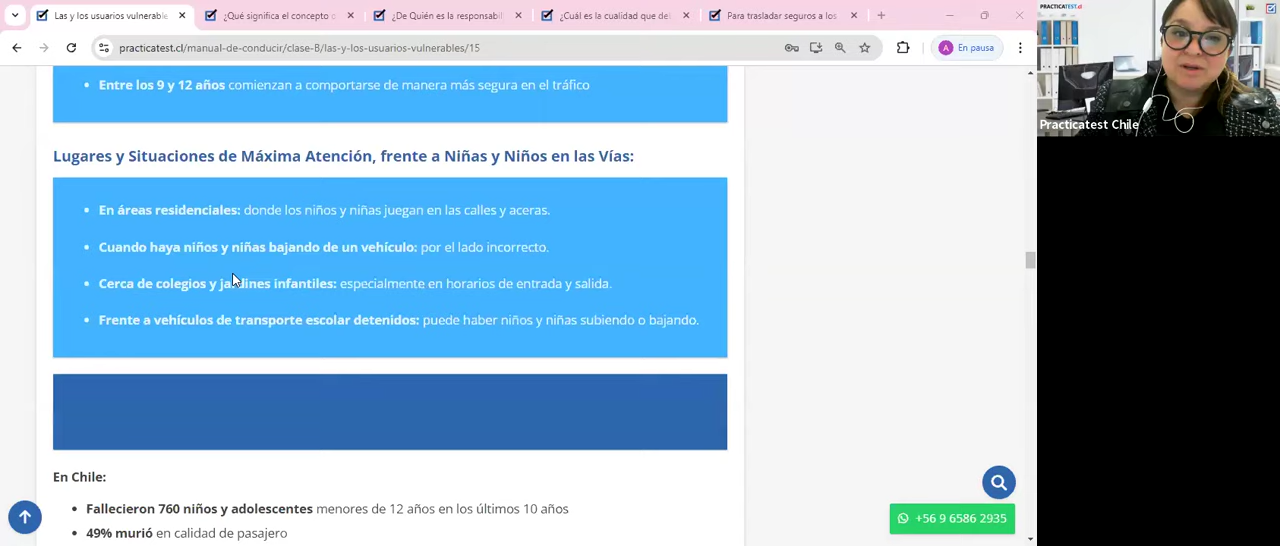 Las y los usuarios vulnerable
¿Qué significa el concepto d
¿De Quién es la responsabil
¿Cuál es la cualidad que del
Para trasladar seguros a los
practicatest.cl/manual-de-conducir/clase-B/las-y-los-usuarios-vulnerables/15
A
En pausa
PRACTICATEST.CL
Practicatest Chile
• Entre los 9 y 12 años comienzan a comportarse de manera más segura en el tráfico
Lugares y Situaciones de Máxima Atención, frente a Niñas y Niños en las Vías:
• En áreas residenciales: donde los niños y niñas juegan en las calles y aceras.
• Cuando haya niños y niñas bajando de un vehículo: por el lado incorrecto.
• Cerca de colegios y jardines infantiles: especialmente en horarios de entrada y salida.
• Frente a vehículos de transporte escolar detenidos: puede haber niños y niñas subiendo o bajando.
En Chile:
• Fallecieron 760 niños y adolescentes menores de 12 años en los últimos 10 años
• 49% murió en calidad de pasajero
+56 9 6586 2935